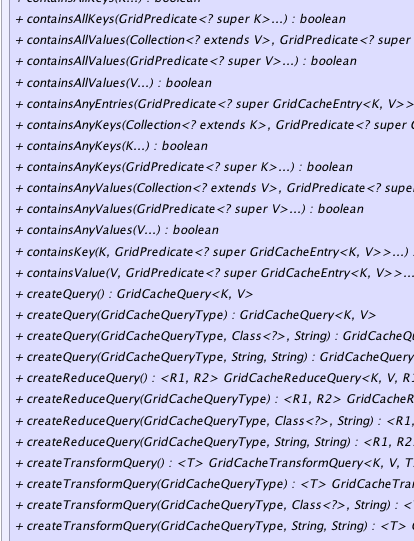 + containsAllKeys(K...) : boolean
+ containsAllKeys(GridPredicate<? super K>...) : boolean
+ containsAllValues(Collection<? extends V>, GridPredicate<? super
+ containsAllValues(GridPredicate<? super V>...) : boolean
+ containsAllValues(V...) : boolean
+ containsAnyEntries(GridPredicate<? super GridCacheEntry<K, V>>
+ containsAnyKeys(Collection<? extends K>, GridPredicate<? super
+ containsAnyKeys(K...) : boolean
+ containsAnyKeys(GridPredicate<? super K>...) : boolean
+ containsAnyValues(Collection<? extends V>, GridPredicate<? supe
+ containsAnyValues(GridPredicate<? super V>...) : boolean
+ containsAnyValues(V...) : boolean
+ containsKey(K, GridPredicate<? super GridCacheEntry<K, V>>...) :
+ containsValue(V, GridPredicate<? super GridCacheEntry<K, V>>...
+ createQuery() : GridCacheQuery<K, V>
+ createQuery(GridCacheQueryType) : GridCacheQuery<K, V>
+ createQuery(GridCacheQueryType, Class<?>, String) : GridCacheQu
+ createQuery(GridCacheQueryType, String, String) : GridCacheQuery
+ createReduceQuery() : <R1, R2> GridCacheReduceQuery<K, V, R1
+ createReduceQuery(GridCacheQueryType) : <R1, R2> GridCacheR
+ createReduceQuery(GridCacheQueryType, Class<?>, String) : <R1,
+ createReduceQuery(GridCacheQueryType, String, String) : <R1, R2
+ createTransformQuery() : <T> GridCacheTransformQuery<K, V, T
+ createTransformQuery(GridCacheQueryType) : <T> GridCacheTran
+ createTransformQuery(GridCacheQueryType, Class<?>, String) : <
+ createTransformQuery(GridCacheQueryType, String, String) : <T>